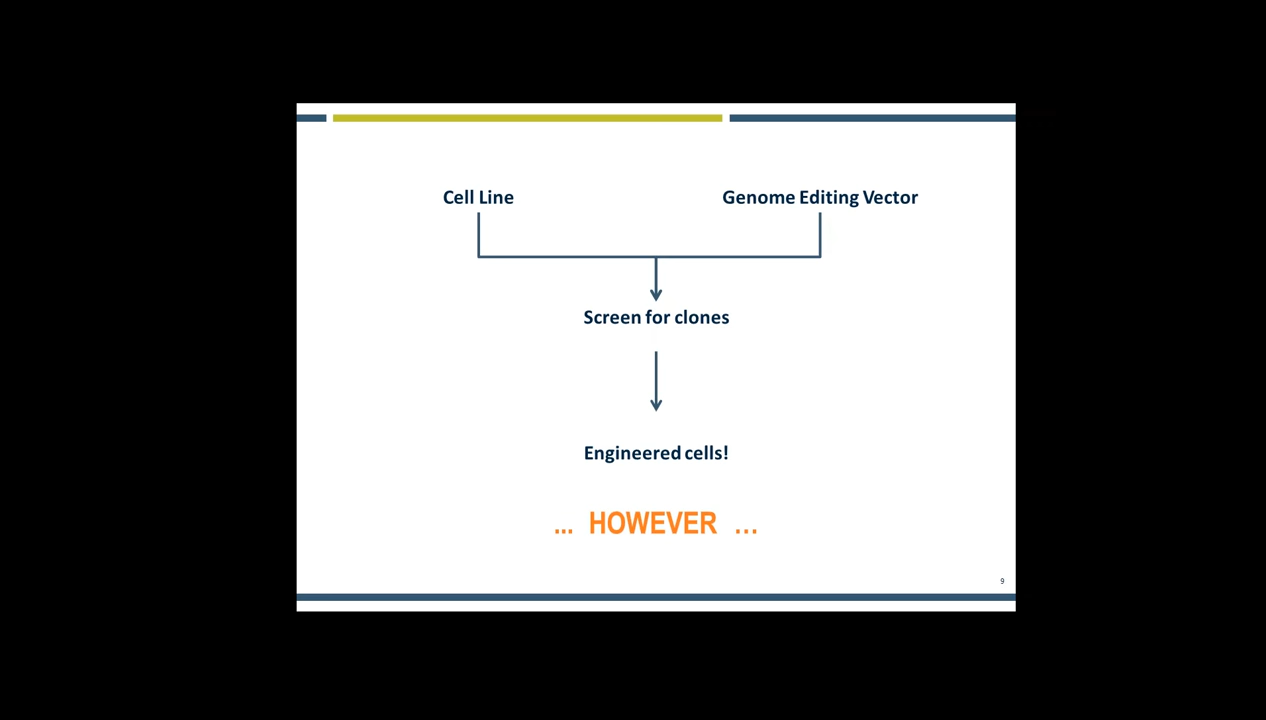 Cell Line
Genome Editing Vector
Screen for clones
Engineered cells!
... HOWEVER ...
9